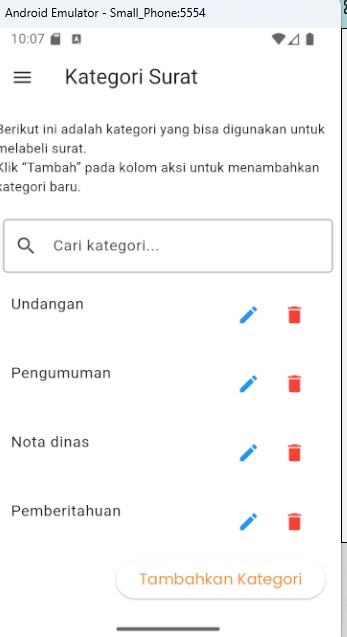 Android Emulator - Small_Phone:5554
10:07
Kategori Surat
Berikut ini adalah kategori yang bisa digunakan untuk
melabeli surat.
Klik “Tambah” pada kolom aksi untuk menambahkan
kategori baru.
Cari kategori...
Undangan
Pengumuman
Nota dinas
Pemberitahuan
Tambahkan Kategori